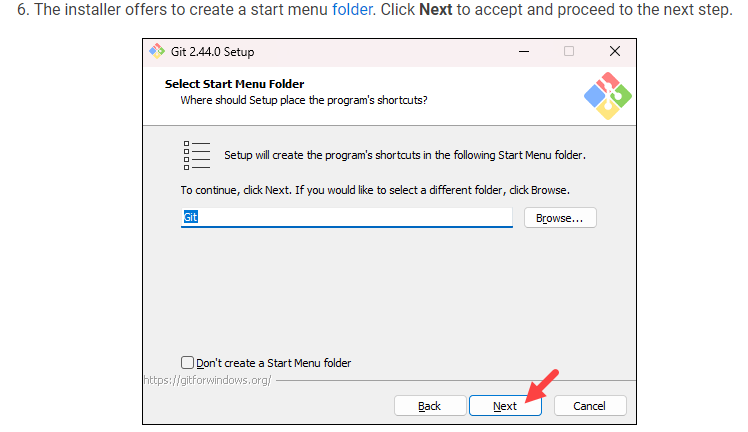 6. The installer offers to create a start menu folder. Click Next to accept and proceed to the next step.
Git 2.44.0 Setup
Select Start Menu Folder
Where should Setup place the program's shortcuts?
Setup will create the program's shortcuts in the following Start Menu folder.
To continue, click Next. If you would like to select a different folder, click Browse.
Git
Browse...
Don't create a Start Menu folder
https://gitforwindows.org/
Back Next Cancel